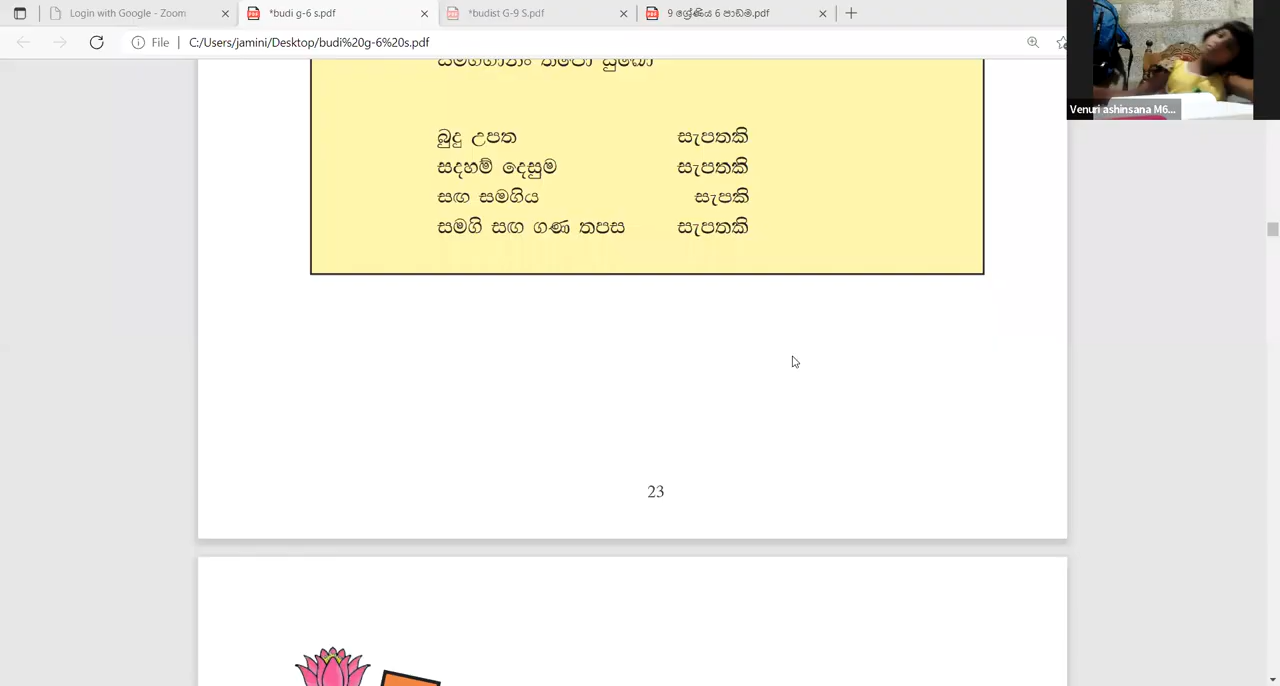 Login with Google - Zoom
*budi g-6 s.pdf
*budist G-9 S.pdf
9 ශ්‍රේණිය 6 පාඩම.pdf
File C:/Users/jamini/Desktop/budi%20g-6%20s.pdf
Venuri ashinsana M6...
සමග්ගානං තපො සුඛො
බුදු උපත සැපතකි
සදහම් දෙසුම සැපතකි
සඟ සමගිය සැපකි
සමගි සඟ ගණ තපස සැපතකි
23